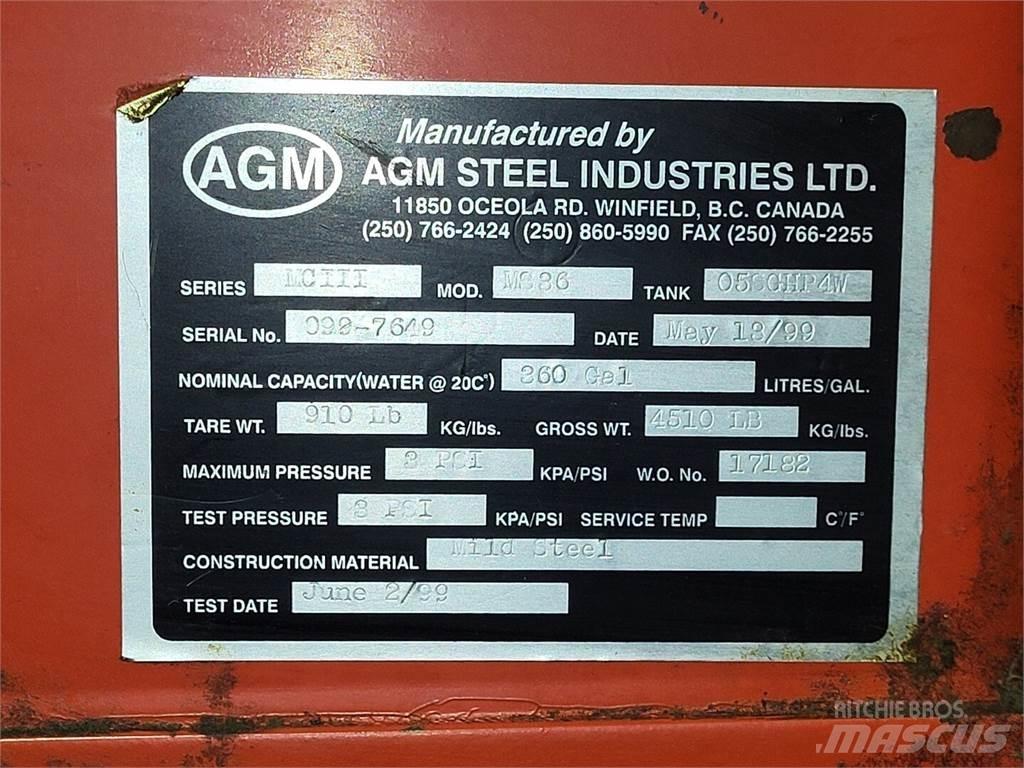 AGM
Manufactured by
AGM STEEL INDUSTRIES LTD.
11850 OCEOLA RD. WINFIELD, B.C. CANADA
(250) 766-2424 (250) 860-5990 FAX (250) 766-2255
SERIES MCIII MOD. TANK
SERIAL No. DATE May 18/99
NOMINAL CAPACITY(WATER @ 20C°) 360 Gal LITRES/GAL.
TARE WT. 910 Lb KG/lbs. GROSS WT. 4510 LB KG/lbs.
MAXIMUM PRESSURE PSI KPA/PSI W.O. No. 17182
TEST PRESSURE PSI KPA/PSI SERVICE TEMP C°/F°
CONSTRUCTION MATERIAL Mild Steel
TEST DATE June 2/99
RITCHIE BROS.
MASCUS